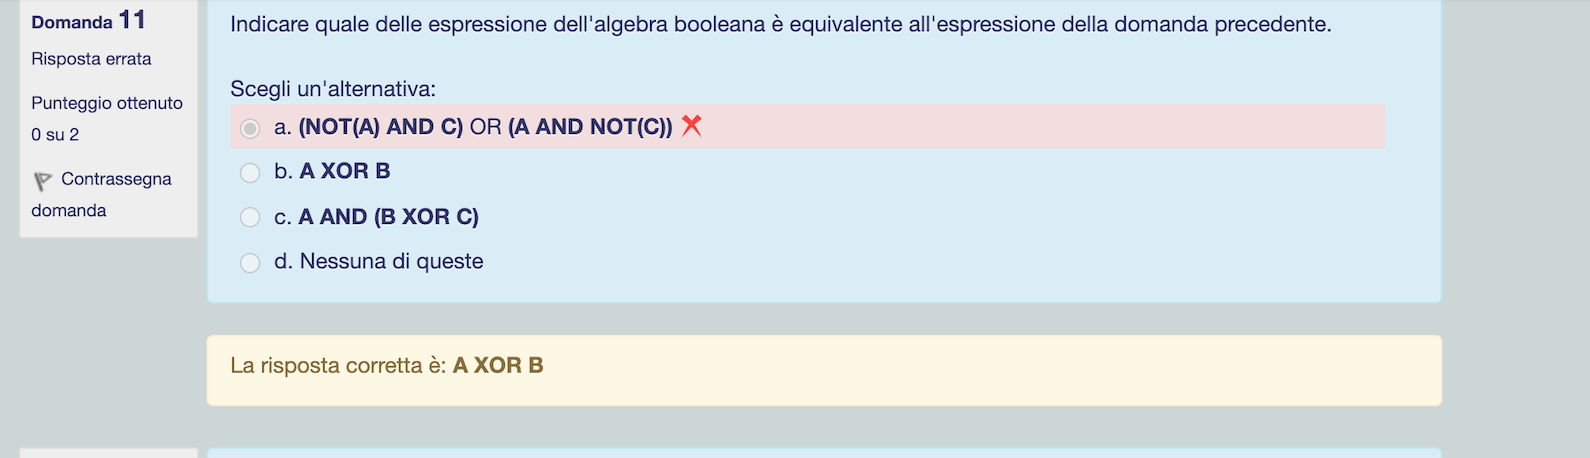 Domanda 11
Risposta errata
Punteggio ottenuto
0 su 2
Contrassegna
domanda
Indicare quale delle espressione dell'algebra booleana è equivalente all'espressione della domanda precedente.
Scegli un'alternativa:
a. (NOT(A) AND C) OR (A AND NOT(C))
b. A XOR B
c. A AND (B XOR C)
d. Nessuna di queste
La risposta corretta è: A XOR B